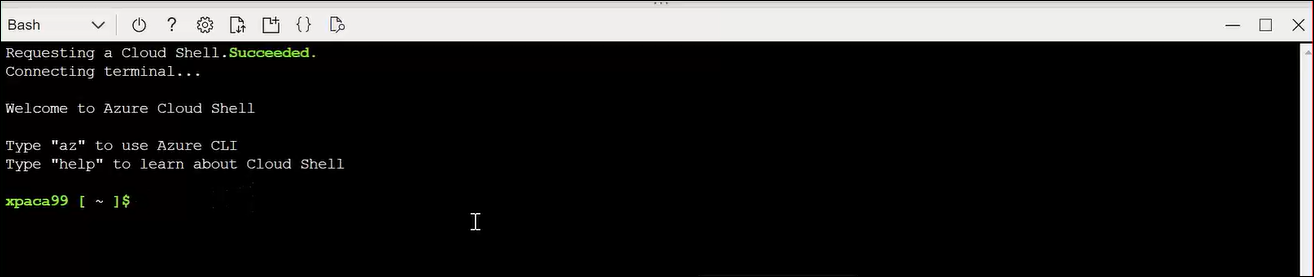 Bash
Requesting a Cloud Shell.Succeeded.
Connecting terminal...
Welcome to Azure Cloud Shell
Type "az" to use Azure CLI
Type "help" to learn about Cloud Shell
xpaca99 [ ~ ]$